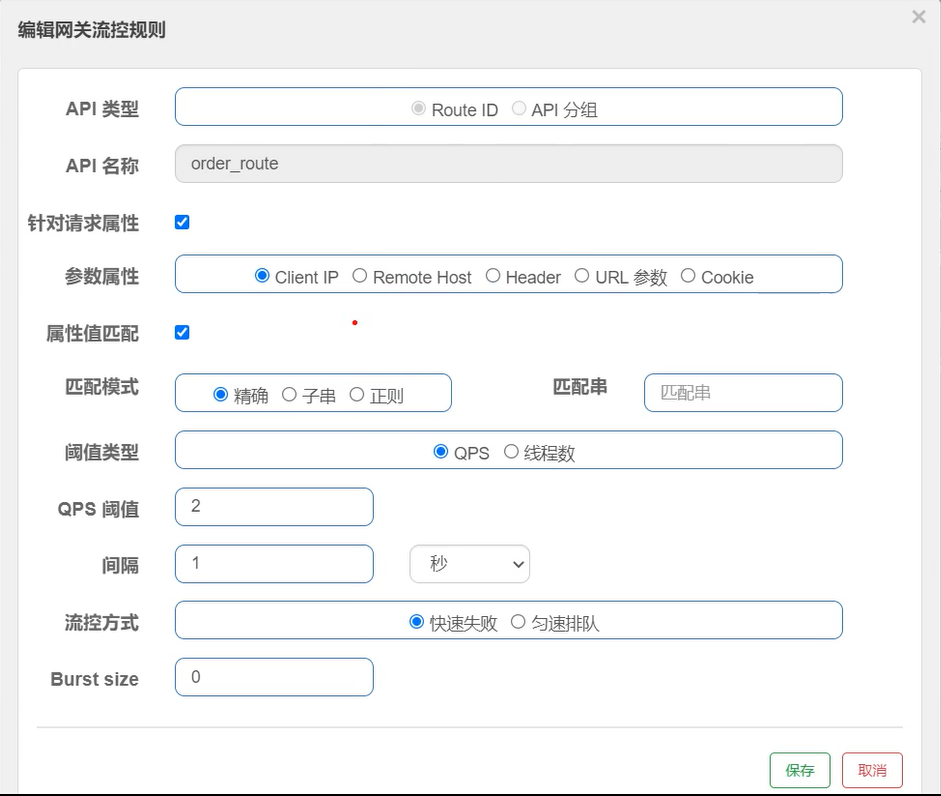 编辑网关流控规则
×
API 类型 Route ID API 分组
API 名称 order_route
针对请求属性
参数属性 Client IP Remote Host Header URL 参数 Cookie
属性值匹配
匹配模式 精确 子串 正则 匹配串 匹配串
阈值类型 QPS 线程数
QPS 阈值 2
间隔 1 秒
流控方式 快速失败 匀速排队
Burst size 0
保存 取消